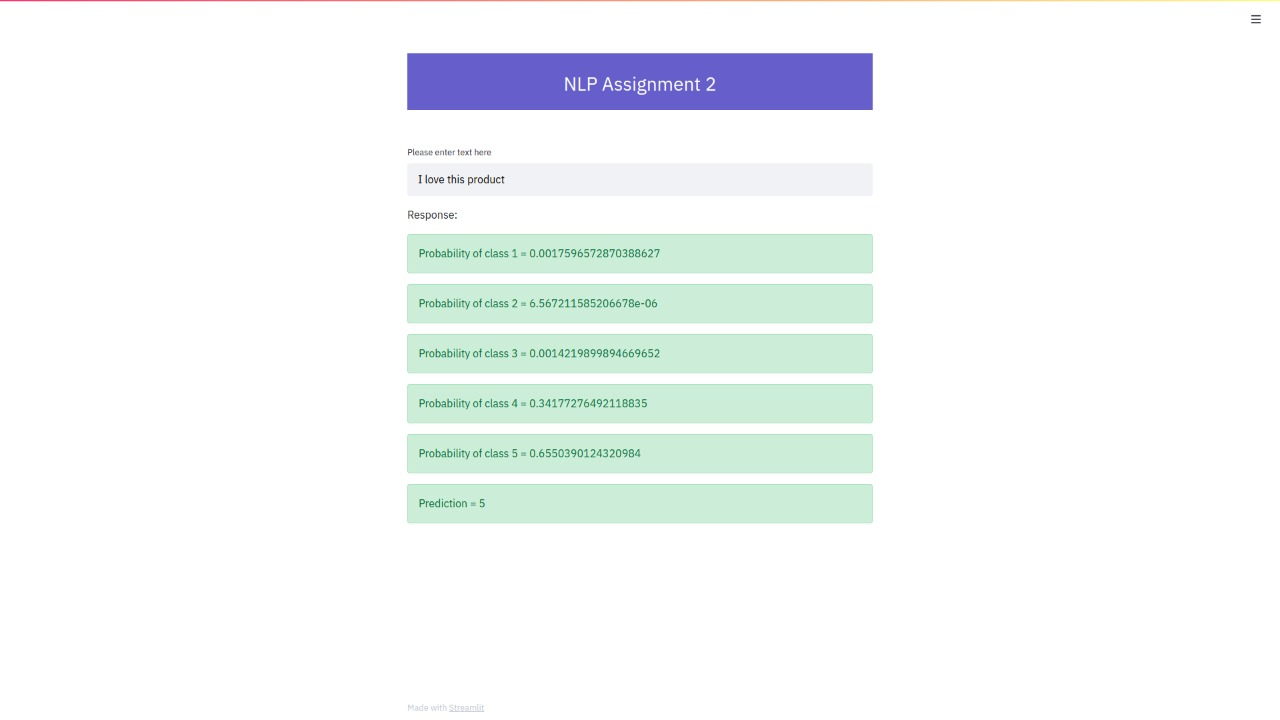 NLP Assignment 2
Please enter text here
I love this product
Response:
Probability of class 1 = 0.0017596572870388627
Probability of class 2 = 6.567211585206678e-06
Probability of class 3 = 0.0014219899894669652
Probability of class 4 = 0.34177276492118835
Probability of class 5 = 0.6550390124320984
Prediction = 5
Made with Streamlit